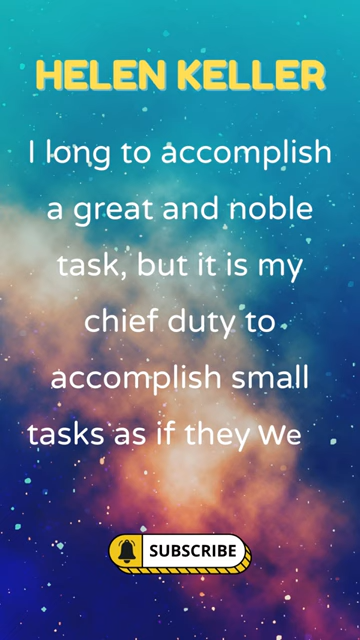 HELEN KELLER
I long to accomplish
a great and noble
task, but it is my
chief duty to
accomplish small
tasks as if they We
SUBSCRIBE